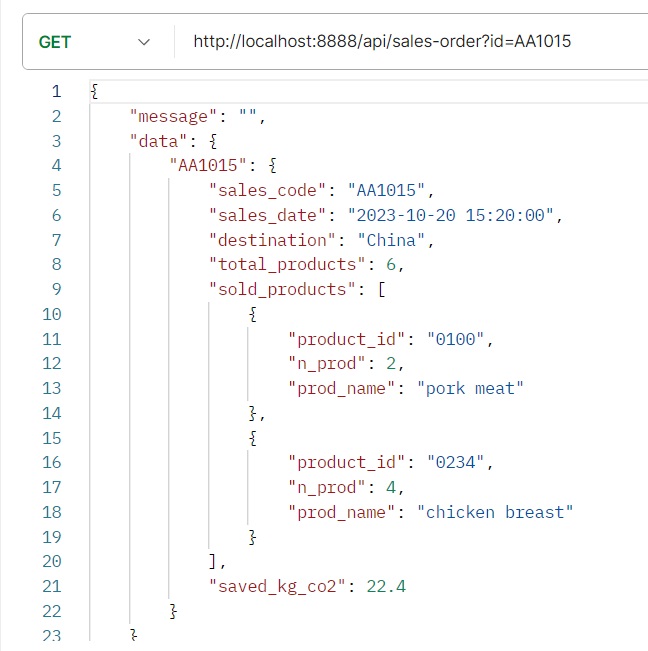 GET http://localhost:8888/api/sales-order?id=AA1015
1 {
2 "message": "",
3 "data": {
4 "AA1015": {
5 "sales_code": "AA1015",
6 "sales_date": "2023-10-20 15:20:00",
7 "destination": "China",
8 "total_products": 6,
9 "sold_products": [
10 {
11 "product_id": "0100",
12 "n_prod": 2,
13 "prod_name": "pork meat"
14 },
15 {
16 "product_id": "0234",
17 "n_prod": 4,
18 "prod_name": "chicken breast"
19 }
20 ],
21 "saved_kg_co2": 22.4
22 }
23 }